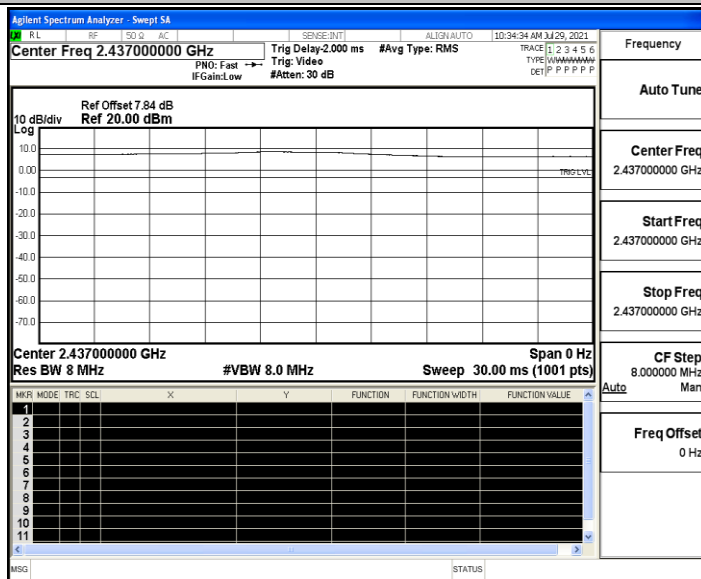 Agilent Spectrum Analyzer - Swept SA
RL RF 50 Ω AC SENSE:INT ALIGNAUTO 10:34:34 AM Jul 29, 2021
Center Freq 2.437000000 GHz
PNO: Fast
IFGain:Low
Trig Delay-2.000 ms
Trig: Video
#Atten: 30 dB
#Avg Type: RMS
TRACE 1 2 3 4 5 6
TYPE WWWWWW
DET P P P P P P
Ref Offset 7.84 dB
10 dB/div Ref 20.00 dBm
Log
10.0
0.00
TRIG LVL
-10.0
-20.0
-30.0
-40.0
-50.0
-60.0
-70.0
Center 2.437000000 GHz Span 0 Hz
Res BW 8 MHz #VBW 8.0 MHz Sweep 30.00 ms (1001 pts)
MKR MODE TRC SCL X Y FUNCTION FUNCTION WIDTH FUNCTION VALUE
1
2
3
4
5
6
7
8
9
10
11
MSG STATUS
Frequency
Auto Tune
Center Freq
2.437000000 GHz
Start Freq
2.437000000 GHz
Stop Freq
2.437000000 GHz
CF Step
8.000000 MHz
Auto Man
Freq Offset
0 Hz